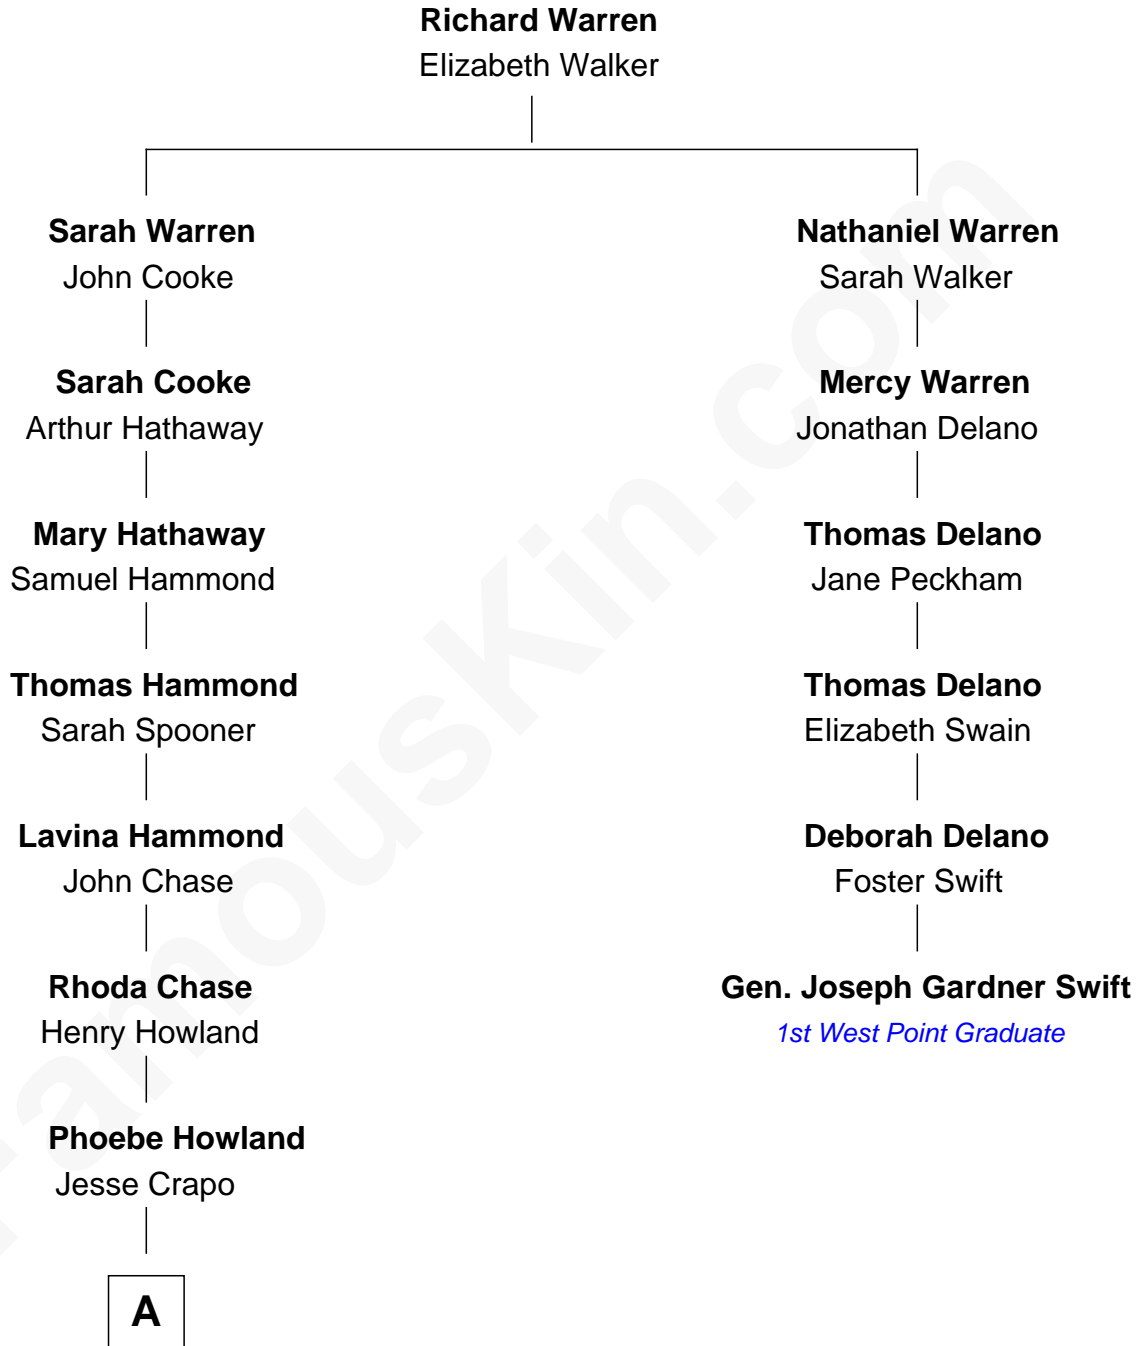 Richard Warren
Elizabeth Walker
Sarah Warren
John Cooke
Nathaniel Warren
Sarah Walker
Sarah Cooke
Arthur Hathaway
Mercy Warren
Jonathan Delano
Mary Hathaway
Samuel Hammond
Thomas Delano
Jane Peckham
Thomas Hammond
Sarah Spooner
Thomas Delano
Elizabeth Swain
Lavina Hammond
John Chase
Deborah Delano
Foster Swift
Rhoda Chase
Henry Howland
Gen. Joseph Gardner Swift
1st West Point Graduate
Phoebe Howland
Jesse Crapo
A
FamousKin.com